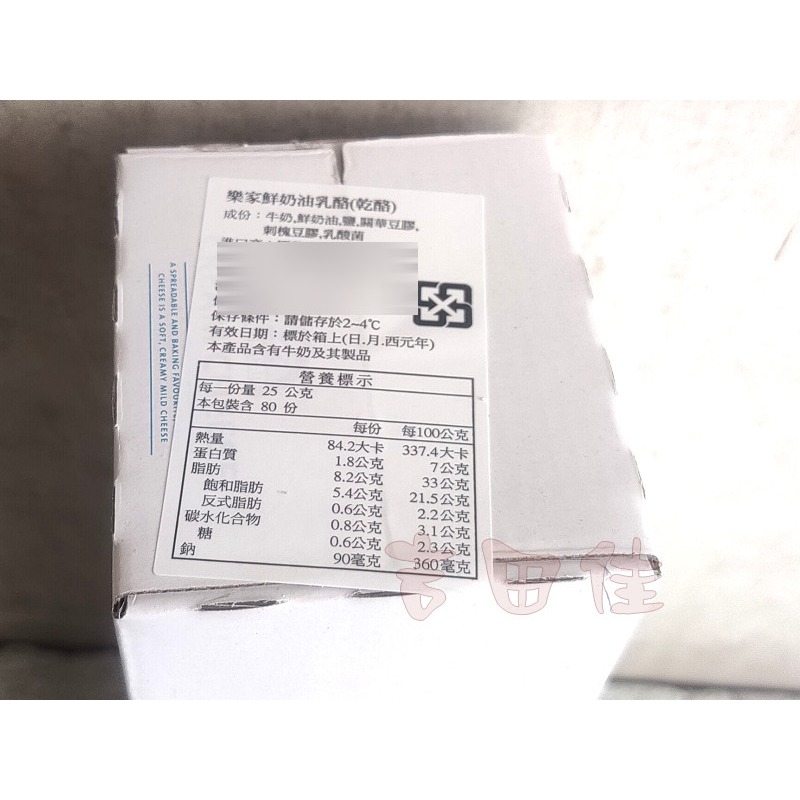 樂家鮮奶油乳酪(乾酪)
成份：牛奶,鮮奶油,鹽,關華豆膠,
刺槐豆膠,乳酸菌
保存條件：請儲存於2~4℃
有效日期：標於箱上(日.月.西元年)
本產品含有牛奶及其製品
營養標示
每一份量 25 公克
本包裝含 80 份
每份 每100公克
熱量 84.2大卡 337.4大卡
蛋白質 1.8公克 7公克
脂肪 8.2公克 33公克
飽和脂肪 5.4公克 21.5公克
反式脂肪 0.6公克 2.2公克
碳水化合物 0.8公克 3.1公克
糖 0.6公克 2.3公克
鈉 90毫克 360毫克
A SPREADABLE AND BAKING
CHEESE IS A SOFT, CREAMY MILD CHEESE
吉田佳